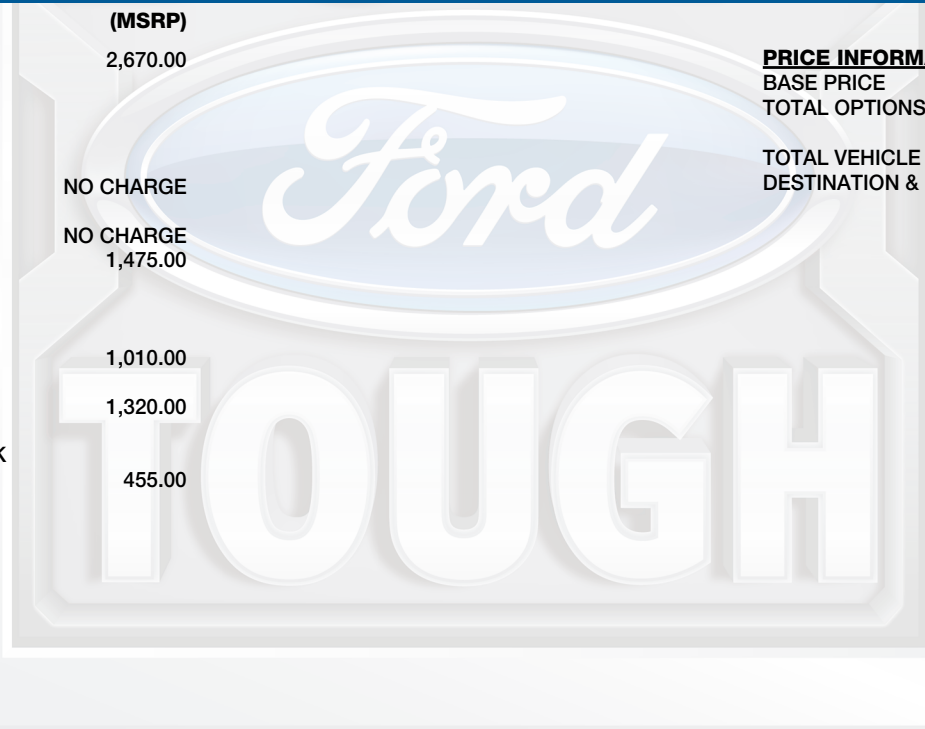 (MSRP)
2,670.00
NO CHARGE
NO CHARGE
1,475.00
1,010.00
1,320.00
K
455.00
PRICE INFORM
BASE PRICE
TOTAL OPTIONS
TOTAL VEHICLE
DESTINATION &
Ford
TOUGH